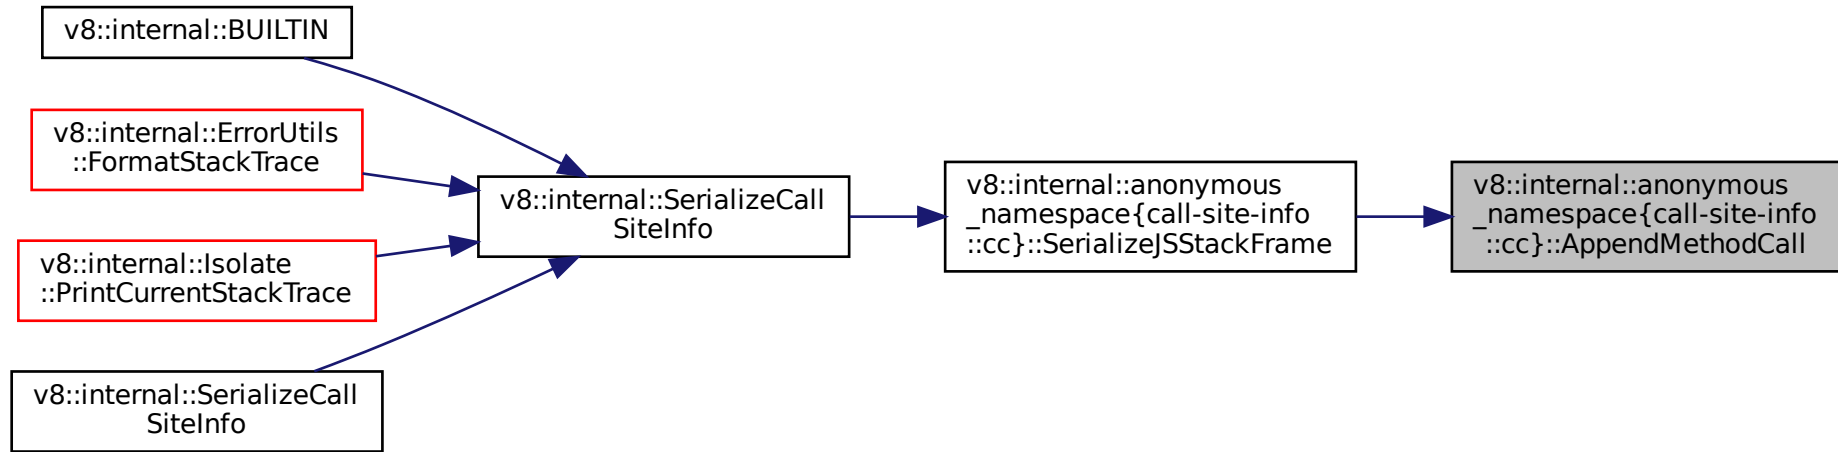 v8::internal::BUILTIN
v8::internal::ErrorUtils
::FormatStackTrace
v8::internal::Isolate
::PrintCurrentStackTrace
v8::internal::SerializeCall
SiteInfo
v8::internal::SerializeCall
SiteInfo
v8::internal::anonymous
_namespace{call-site-info
::cc}::SerializeJSStackFrame
v8::internal::anonymous
_namespace{call-site-info
::cc}::AppendMethodCall